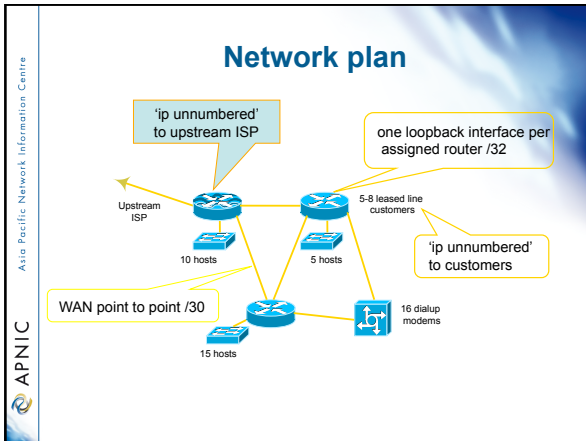 Network plan
Asia Pacific Network Information Centre
APNIC
‘ip unnumbered’
to upstream ISP
one loopback interface per
assigned router /32
Upstream
ISP
5-8 leased line
customers
10 hosts
5 hosts
‘ip unnumbered’
to customers
WAN point to point /30
16 dialup
modems
15 hosts